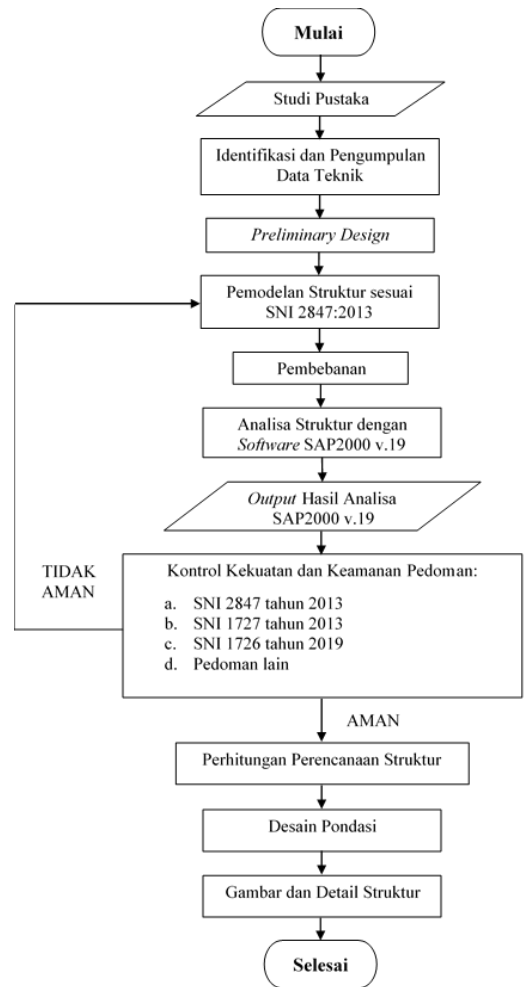 Mulai
Studi Pustaka
Identifikasi dan Pengumpulan
Data Teknik
Preliminary Design
Pemodelan Struktur sesuai
SNI 2847:2013
Pembebanan
Analisa Struktur dengan
Software SAP2000 v.19
Output Hasil Analisa
SAP2000 v.19
Kontrol Kekuatan dan Keamanan Pedoman:
a. SNI 2847 tahun 2013
b. SNI 1727 tahun 2013
c. SNI 1726 tahun 2019
d. Pedoman lain
TIDAK
AMAN
AMAN
Perhitungan Perencanaan Struktur
Desain Pondasi
Gambar dan Detail Struktur
Selesai